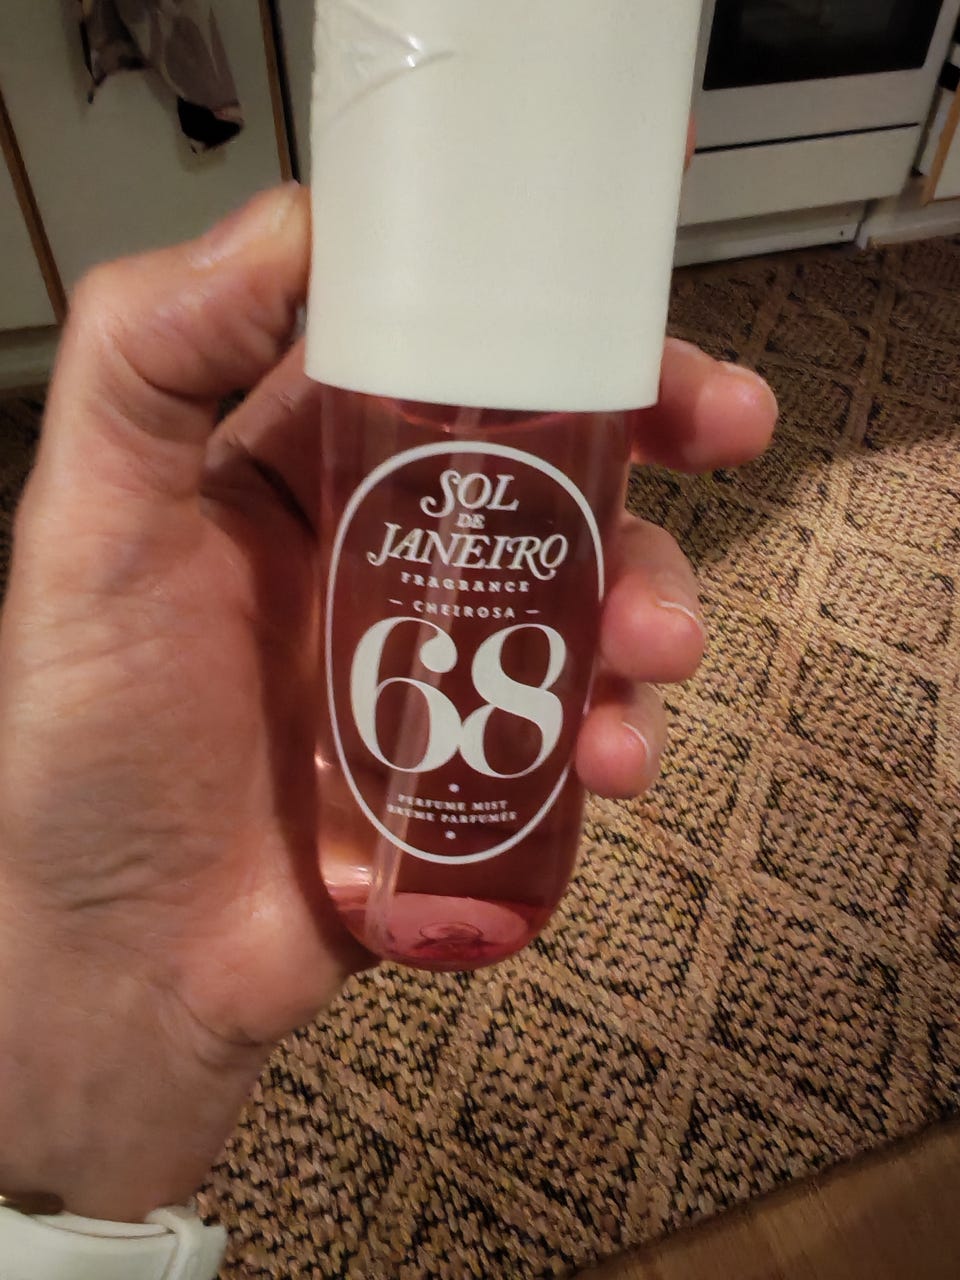 SOL
DE
JANEIRO
FRAGRANCE
– CHEIROSA –
68
PERFUME MIST
BRUME PARFUMÉE